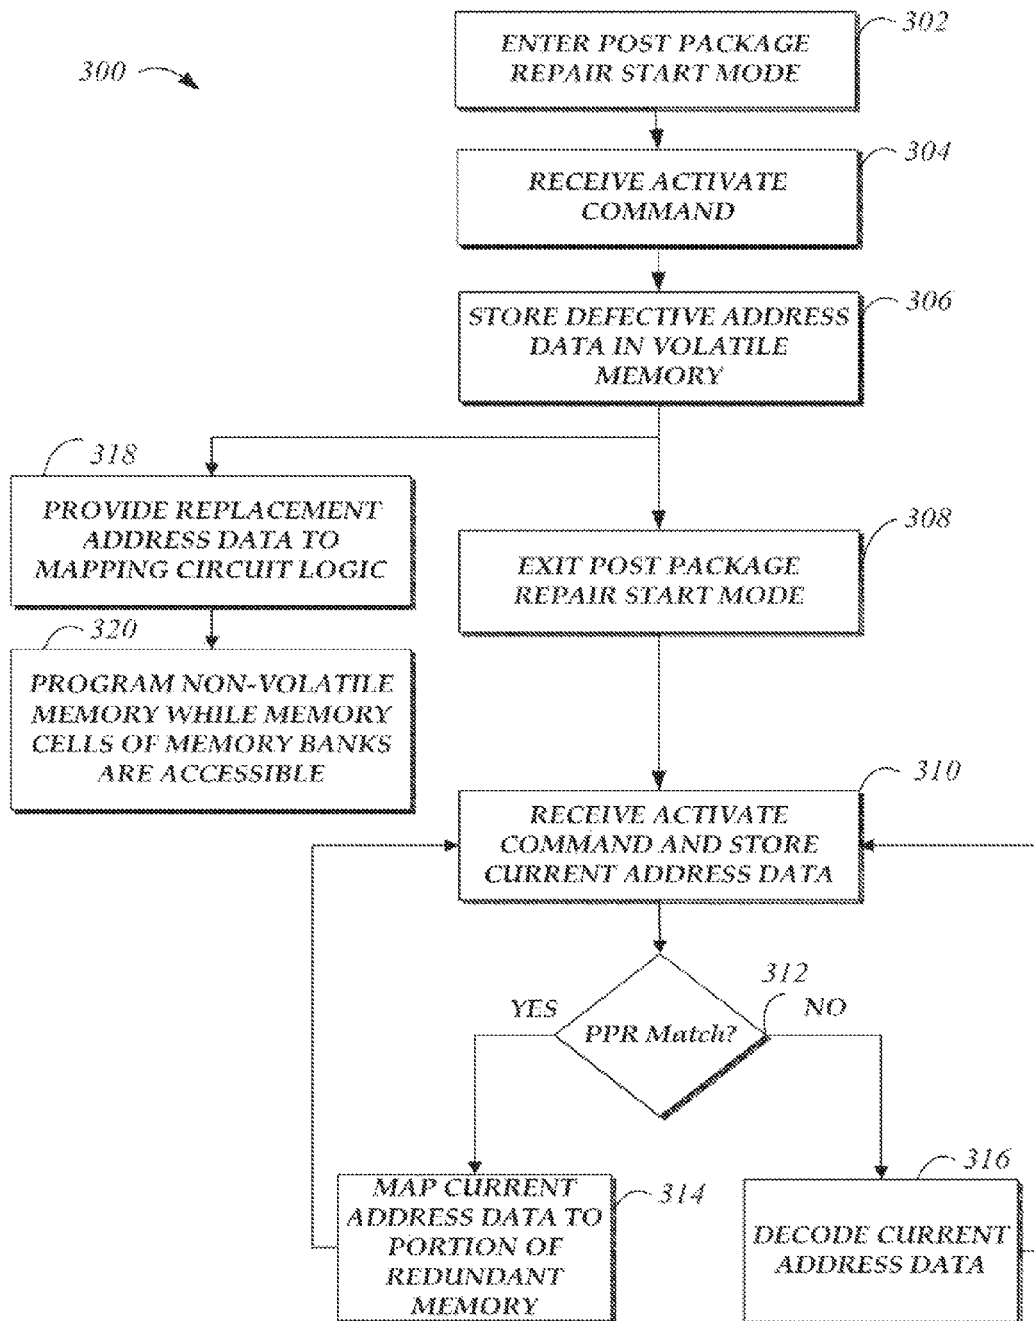 300
302
ENTER POST PACKAGE
REPAIR START MODE
304
RECEIVE ACTIVATE
COMMAND
306
STORE DEFECTIVE ADDRESS
DATA IN VOLATILE
MEMORY
318
PROVIDE REPLACEMENT
ADDRESS DATA TO
MAPPING CIRCUIT LOGIC
308
EXIT POST PACKAGE
REPAIR START MODE
320
PROGRAM NON-VOLATILE
MEMORY WHILE MEMORY
CELLS OF MEMORY BANKS
ARE ACCESSIBLE
310
RECEIVE ACTIVATE
COMMAND AND STORE
CURRENT ADDRESS DATA
312
YES
PPR Match?
NO
314
MAP CURRENT
ADDRESS DATA TO
PORTION OF
REDUNDANT
MEMORY
316
DECODE CURRENT
ADDRESS DATA